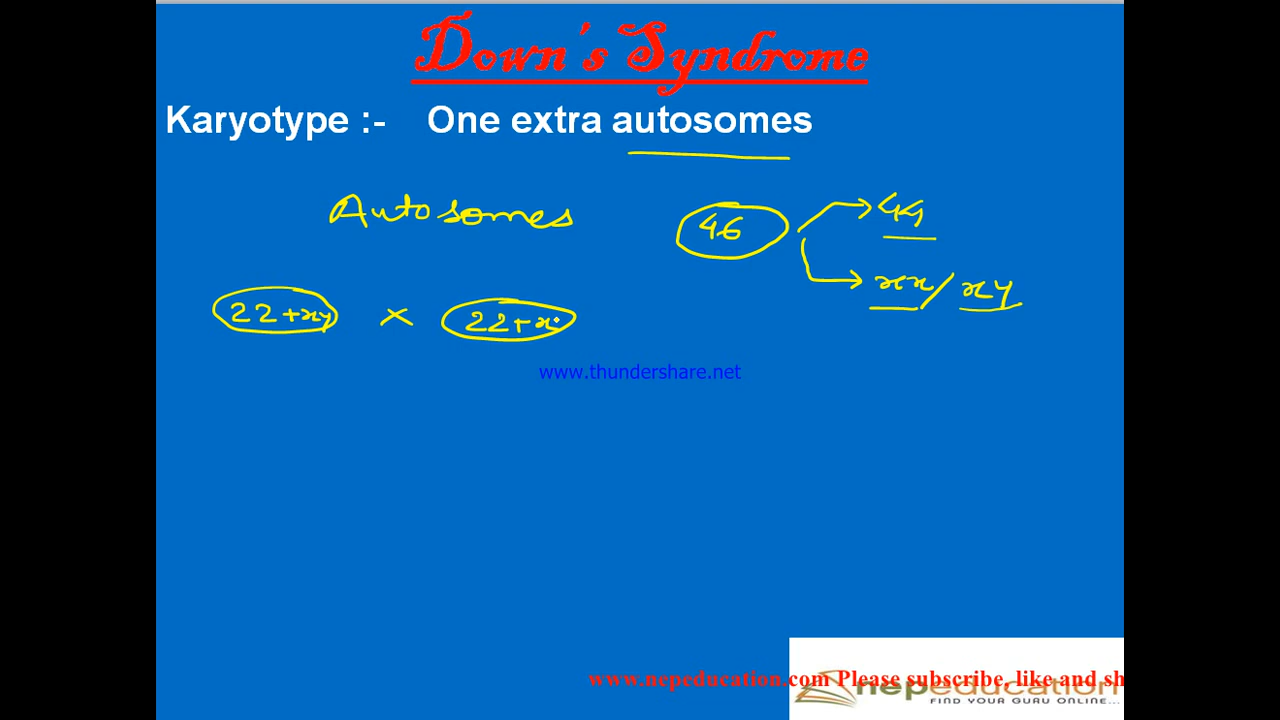 Down's Syndrome
Karyotype :- One extra autosomes
Autosomes
46
44
xx/xy
22+xy × 22+x
www.thundershare.net
www.nepeducation.com Please subscribe, like and sh
nepeducation
FIND YOUR GURU ONLINE...